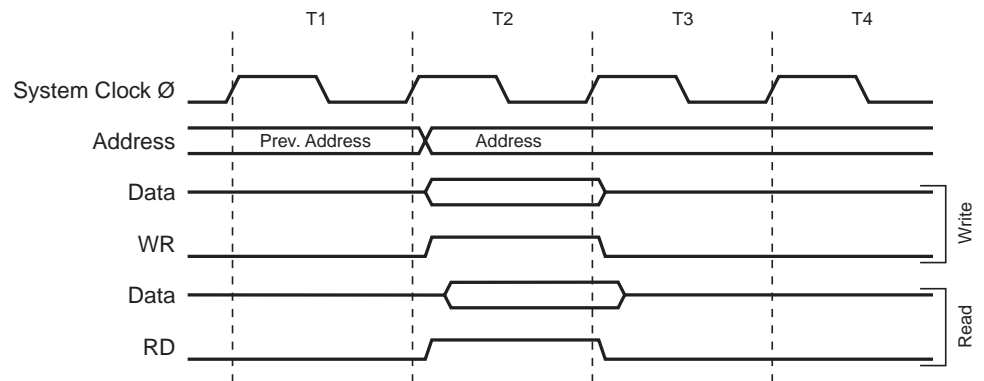 T1 T2 T3 T4
System Clock Ø
Address Prev. Address Address
Data
WR
Write
Data
RD
Read